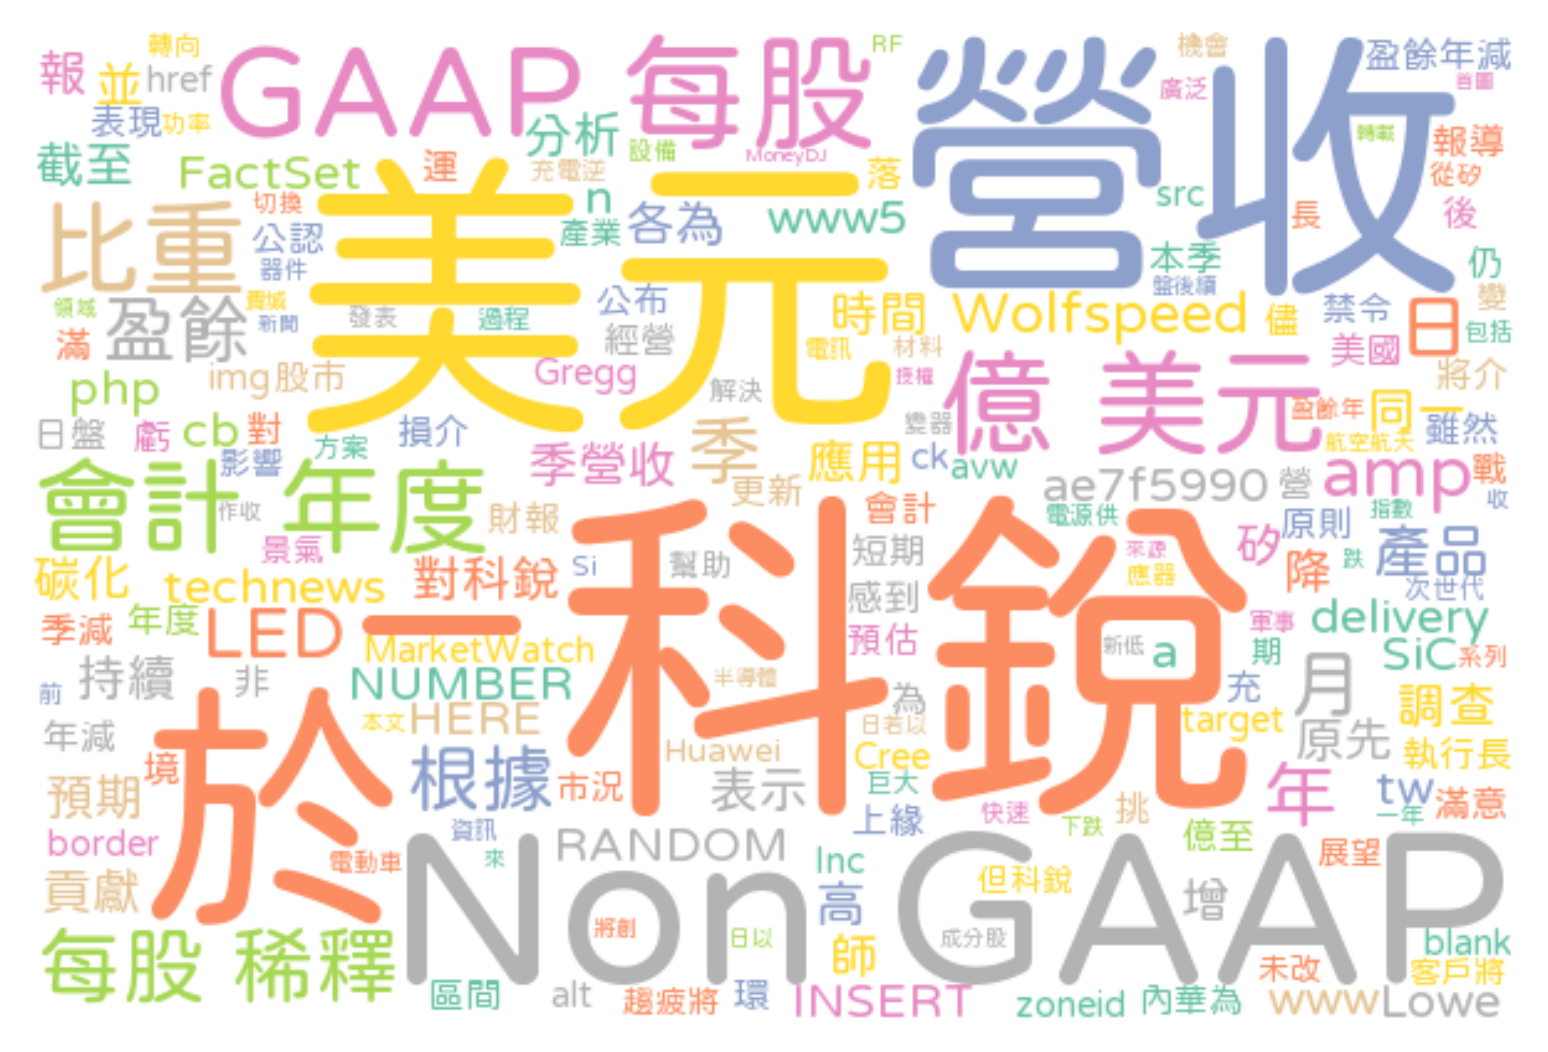 轉向
RF
機會
盈餘年減
報
並
href
GAAP 每股
營收
首圖
廣泛
表現
功率
分析
轉載
報導
截至
FactSet
運
充電逆
設備
MoneyDJ
落
從矽
切換
美元
n
各為
www5
src
長
後
比重
公認
產業
本季
仍
器件
盤後續
領域
盈餘
費城
新聞
發表
過程
公布
時間
Wolfspeed
儘
禁令
變
日
包括
滿
經營
電訊
材料
美國
php
img
股市
Gregg
解決
授權
億 美元
將介
盈餘年
同一
日盤
虧
cb
對
方案
損介
變器
雖然
航空航天
影響
季營收
季
應用
ck
avw
amp
戰
會計 年度
作收
更新
ae7f5990
營
收
財報
會計
電源供
原則
指數
景氣
碳化
technews
對科銳
Si
幫助
科銳
短期
來源
矽
降
跌
產品
應器
次世代
季減
年度
LED
一
感到
軍事
delivery
MarketWatch
預估
新低
a
期
SiC
系列
前
持續
非
NUMBER
半導體
為
充
月
調查
年減
於
本文
HERE
日若以
target
原先
執行長
境
Huawei
Cree
預期
根據
市況
表示
巨大
年
tw
滿意
快速
挑
一年
border
資訊
上緣
下跌
億至
電動車
來
RANDOM
Inc
展望
貢獻
Non GAAP
高
但科銳
增
將創
日以
成分股
每股 稀釋
師
blank
未改
客戶將
區間
alt
趨疲將
環
INSERT
zoneid
內華為
www
Lowe